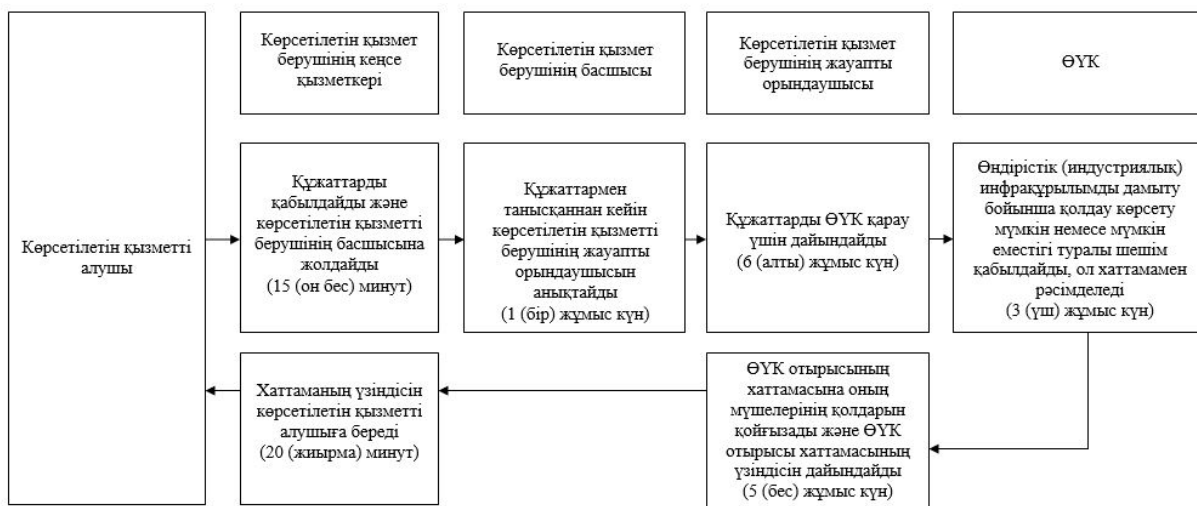 Көрсетілетін қызметті
алушы
Көрсетілетін қызмет
берушінің кеңсе
қызметкері
Көрсетілетін қызмет
берушінің басшысы
Көрсетілетін қызмет
берушінің жауапты
орындаушысы
ӨҮК
Құжаттарды
қабылдайды және
көрсетілетін қызметті
берушінің басшысына
жолдайды
(15 (он бес) минут)
Құжаттармен
танысқаннан кейін
көрсетілетін қызметті
берушінің жауапты
орындаушысын
анықтайды
(1 (бір) жұмыс күн)
Құжаттарды ӨҮК қарау
үшін дайындайды
(6 (алты) жұмыс күн)
Өндірістік (индустриялық)
инфрақұрылымды дамыту
бойынша қолдау көрсету
мүмкін немесе мүмкін
еместігі туралы шешім
қабылдайды, ол хаттамамен
рәсімделеді
(3 (үш) жұмыс күн)
ӨҮК отырысының
хаттамасына оның
мүшелерінің қолдарын
қойғызады және ӨҮК
отырысы хаттамасының
үзіндісін дайындайды
(5 (бес) жұмыс күн)
Хаттаманың үзіндісін
көрсетілетін қызметті
алушыға береді
(20 (жиырма) минут)